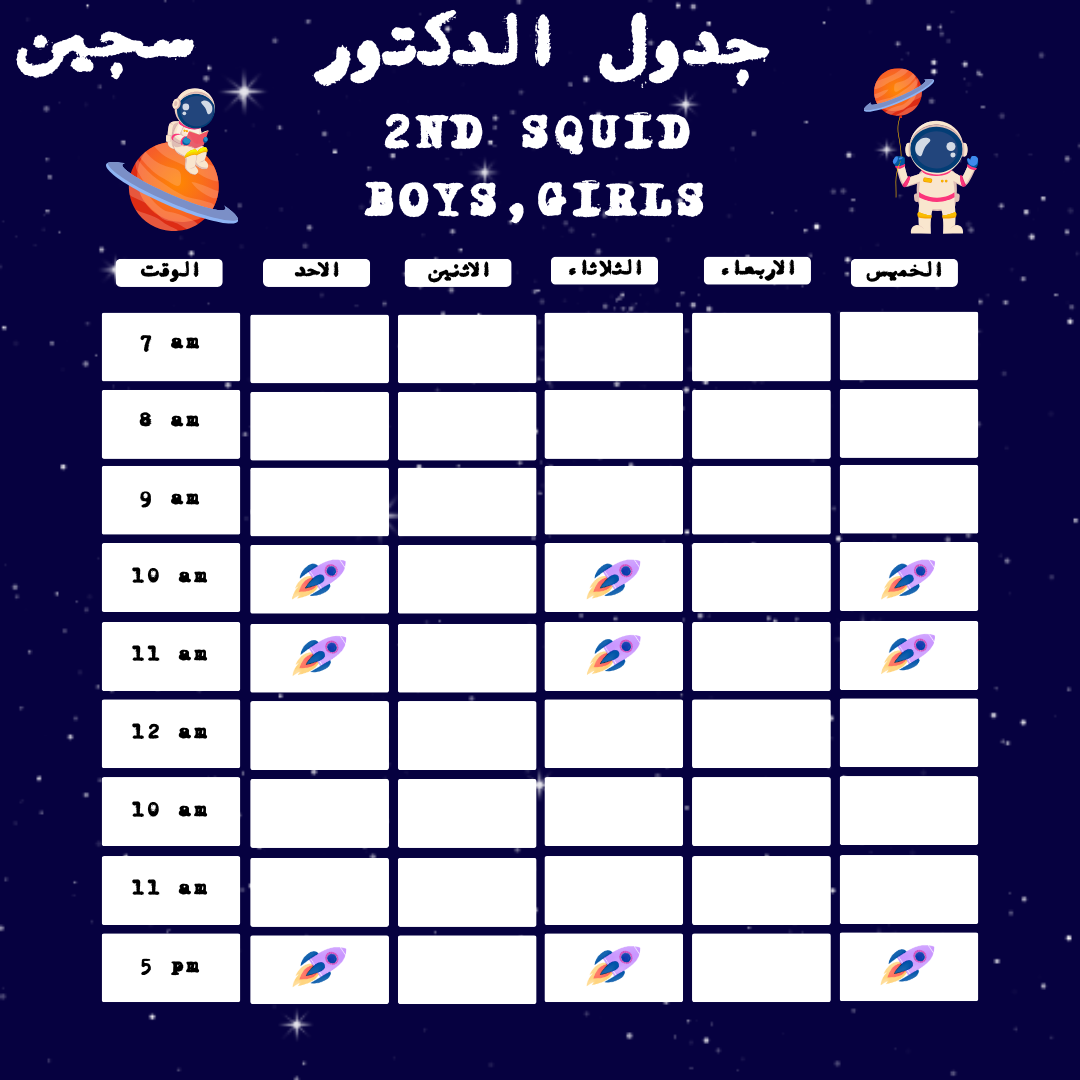 جدول الدكتور سجين
2ND SQUID
BOYS,GIRLS
الوقت الاحد الاثنين الثلاثاء الاربعاء الخميس
7 am
8 am
9 am
10 am
11 am
12 am
10 am
11 am
5 pm